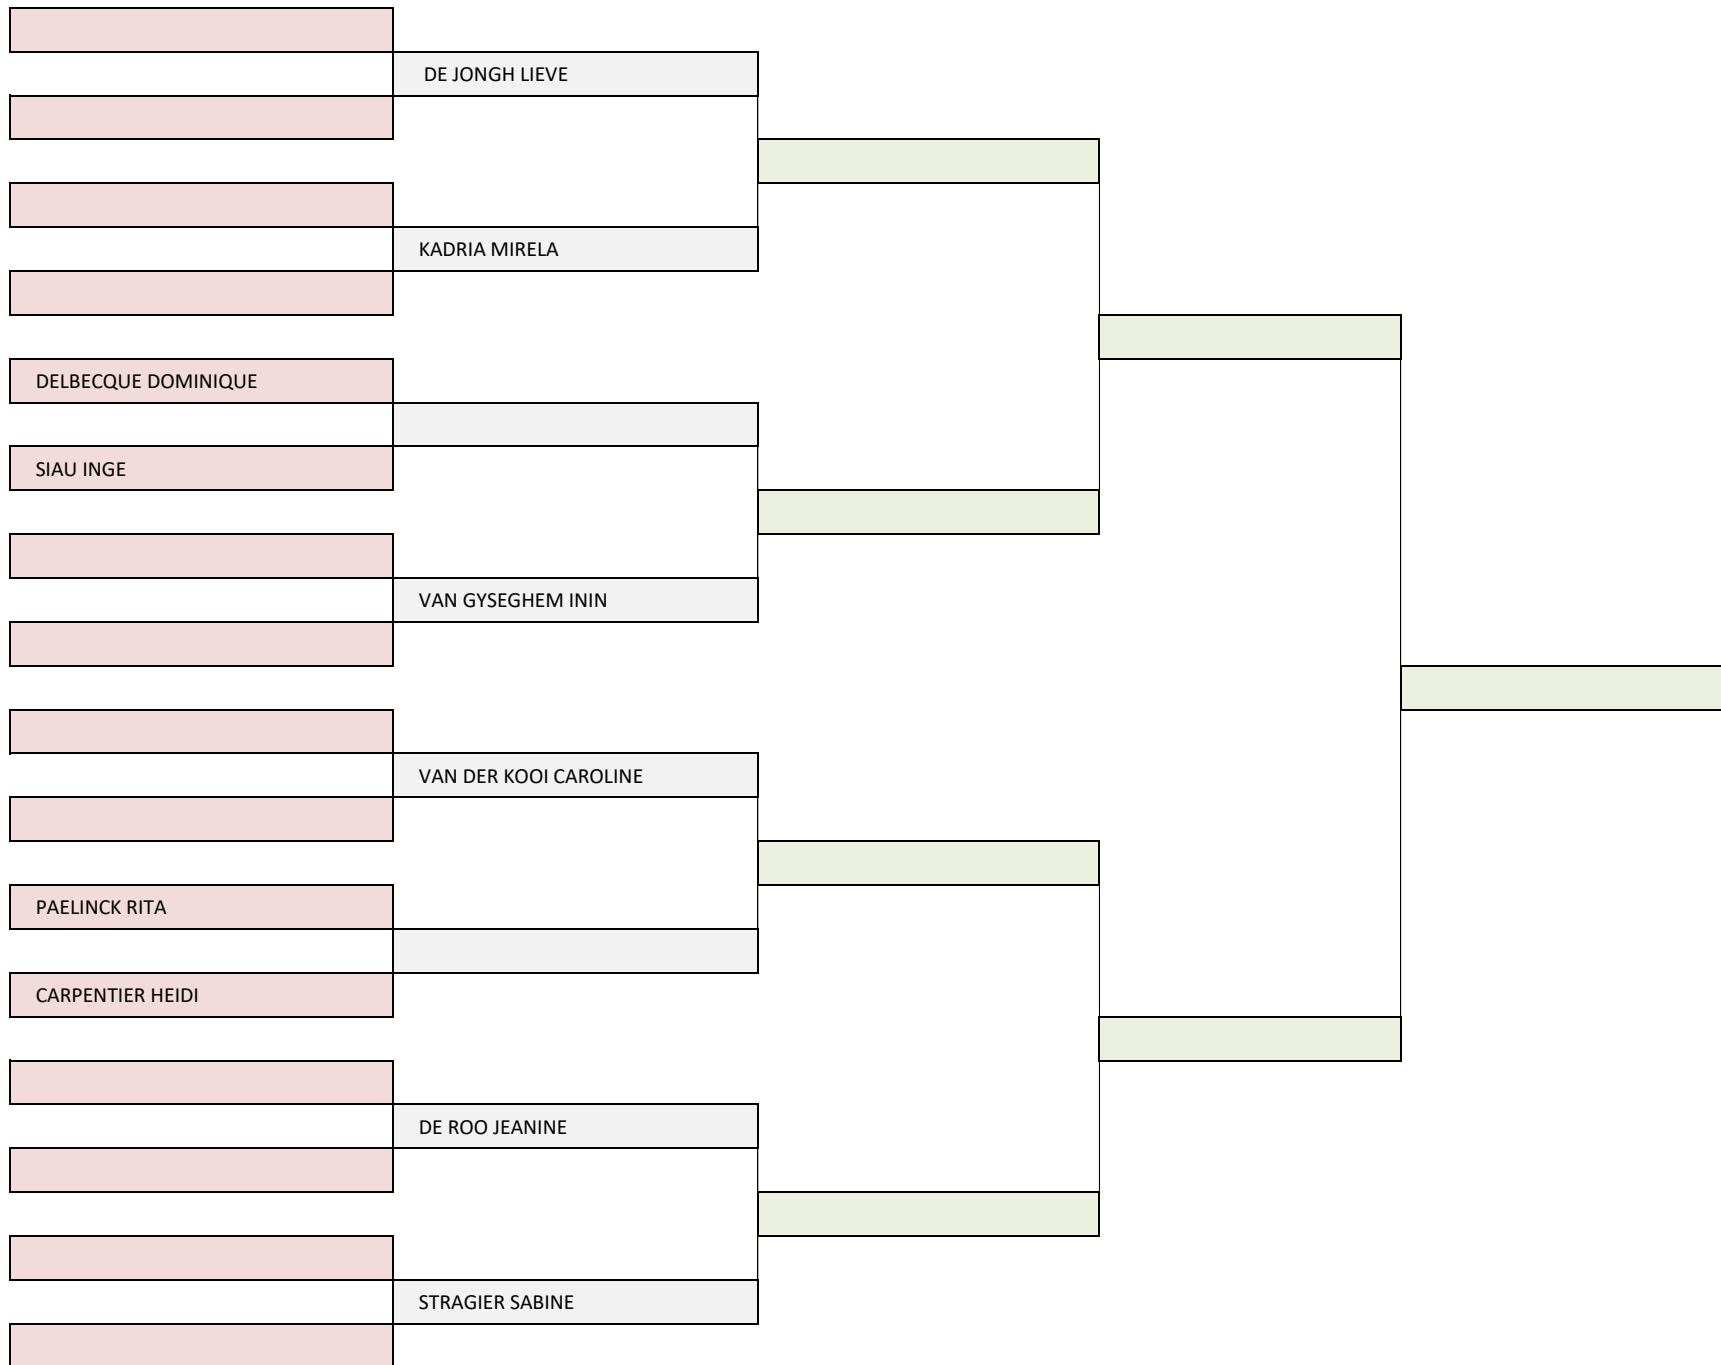 DE JONGH LIEVE
KADRIA MIRELA
DELBECQUE DOMINIQUE
SIAU INGE
VAN GYSEGHEM ININ
VAN DER KOOI CAROLINE
PAELINCK RITA
CARPENTIER HEIDI
DE ROO JEANINE
STRAGIER SABINE